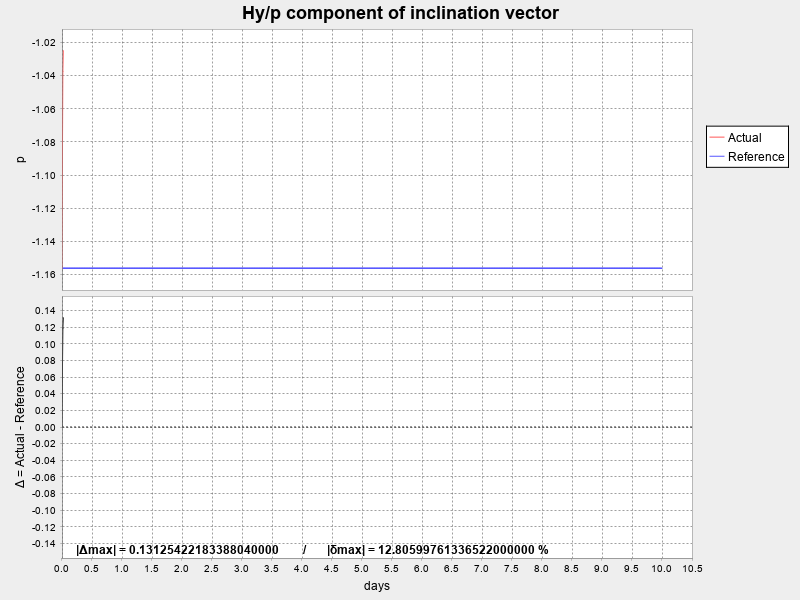 Hy/p component of inclination vector
-1.02
-1.04
-1.06
-1.08
-1.10
-1.12
-1.14
-1.16
p
Actual
Reference
0.14
0.12
0.10
0.08
0.06
0.04
0.02
0.00
-0.02
-0.04
-0.06
-0.08
-0.10
-0.12
-0.14
Δ = Actual - Reference
|Δmax| = 0.13125422183388040000 / |δmax| = 12.80599761336522000000 %
0.0 0.5 1.0 1.5 2.0 2.5 3.0 3.5 4.0 4.5 5.0 5.5 6.0 6.5 7.0 7.5 8.0 8.5 9.0 9.5 10.0 10.5
days